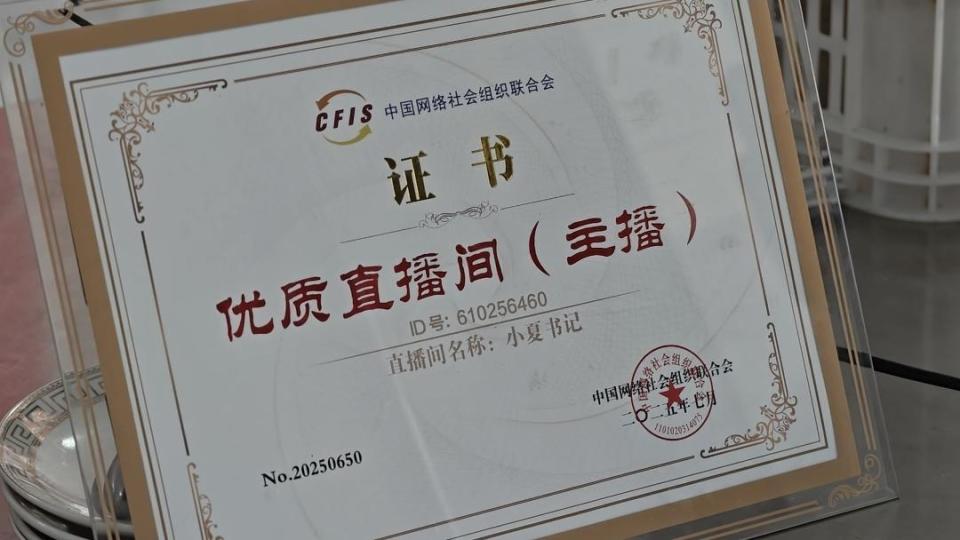 CFIS 中国网络社会组织联合会
证书
优质直播间（主播）
ID号: 610256460
直播间名称: 小夏书记
中国网络社会组织联合会
二〇二五年七月
No.20250650